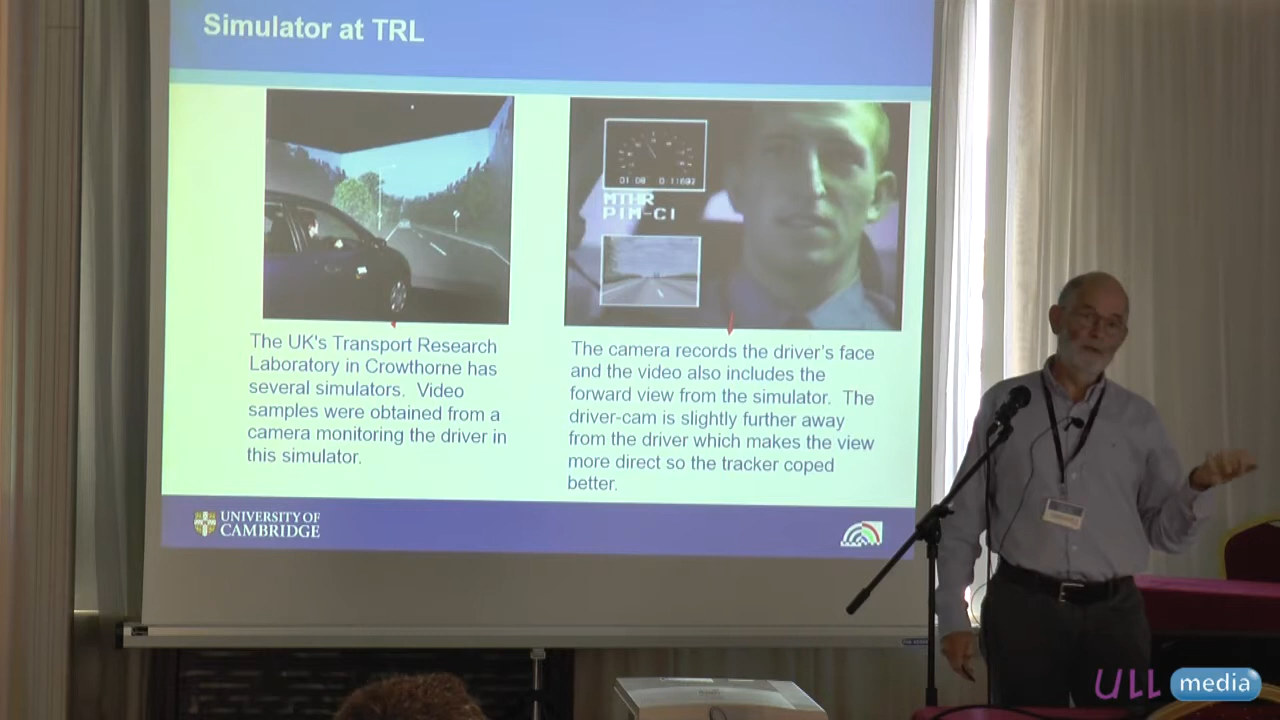 Simulator at TRL
MTHR
PIM-CI
The UK's Transport Research
Laboratory in Crowthorne has
several simulators. Video
samples were obtained from a
camera monitoring the driver in
this simulator.
The camera records the driver's face
and the video also includes the
forward view from the simulator. The
driver-cam is slightly further away
from the driver which makes the view
more direct so the tracker coped
better.
UNIVERSITY OF
CAMBRIDGE
ULL media